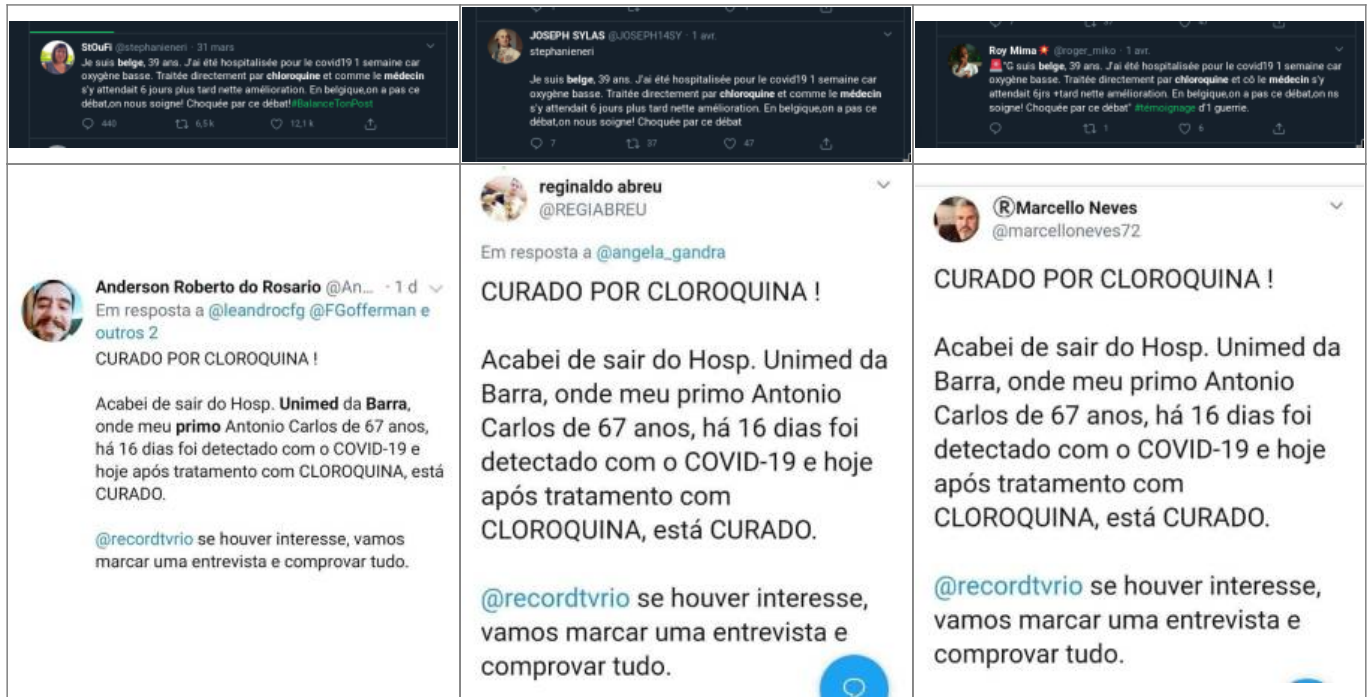 StOuFi @stephanieneri · 31 mars
Je suis belge, 39 ans. J'ai été hospitalisée pour le covid19 1 semaine car
oxygène basse. Traitée directement par chloroquine et comme le médecin
s'y attendait 6 jours plus tard nette amélioration. En belgique,on a pas ce
débat,on nous soigne! Choquée par ce débat!#BalanceTonPost
440 6,5 k 12,1 k
JOSEPH SYLAS @JOSEPH14SY · 1 avr.
stephanieneri
Je suis belge, 39 ans. J'ai été hospitalisée pour le covid19 1 semaine car
oxygène basse. Traitée directement par chloroquine et comme le médecin
s'y attendait 6 jours plus tard nette amélioration. En belgique,on a pas ce
débat,on nous soigne! Choquée par ce débat
7 37 47
Roy Mima @roger_miko · 1 avr.
"G suis belge, 39 ans. J'ai été hospitalisée pour le covid19 1 semaine car
oxygène basse. Traitée directement par chloroquine et cô le médecin s'y
attendait 6jrs +tard nette amélioration. En belgique,on a pas ce débat,on ns
soigne! Choquée par ce débat" #témoignage d'1 guerrie.
1 6
Anderson Roberto do Rosario @An... · 1 d
Em resposta a @leandrocfg @FGofferman e
outros 2
CURADO POR CLOROQUINA !
Acabei de sair do Hosp. Unimed da Barra,
onde meu primo Antonio Carlos de 67 anos,
há 16 dias foi detectado com o COVID-19 e
hoje após tratamento com CLOROQUINA, está
CURADO.
@recordtvrio se houver interesse, vamos
marcar uma entrevista e comprovar tudo.
reginaldo abreu
@REGIABREU
Em resposta a @angela_gandra
CURADO POR CLOROQUINA !
Acabei de sair do Hosp. Unimed da
Barra, onde meu primo Antonio
Carlos de 67 anos, há 16 dias foi
detectado com o COVID-19 e hoje
após tratamento com
CLOROQUINA, está CURADO.
@recordtvrio se houver interesse,
vamos marcar uma entrevista e
comprovar tudo.
ⓇMarcello Neves
@marcelloneves72
CURADO POR CLOROQUINA !
Acabei de sair do Hosp. Unimed da
Barra, onde meu primo Antonio
Carlos de 67 anos, há 16 dias foi
detectado com o COVID-19 e hoje
após tratamento com
CLOROQUINA, está CURADO.
@recordtvrio se houver interesse,
vamos marcar uma entrevista e
comprovar tudo.